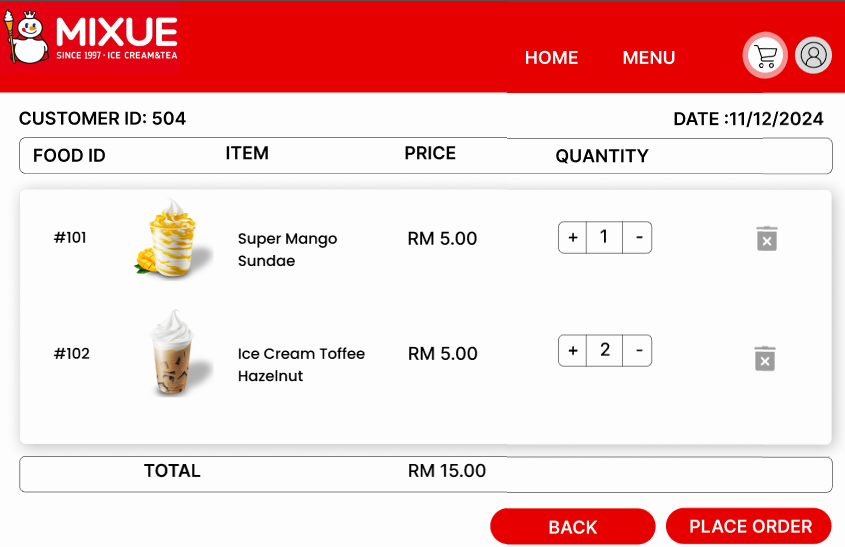 MIXUE
SINCE 1997 · ICE CREAM&TEA
HOME MENU
CUSTOMER ID: 504
DATE :11/12/2024
FOOD ID ITEM PRICE QUANTITY
#101
Super Mango
Sundae
RM 5.00
+ 1 -
#102
Ice Cream Toffee
Hazelnut
RM 5.00
+ 2 -
TOTAL RM 15.00
BACK PLACE ORDER